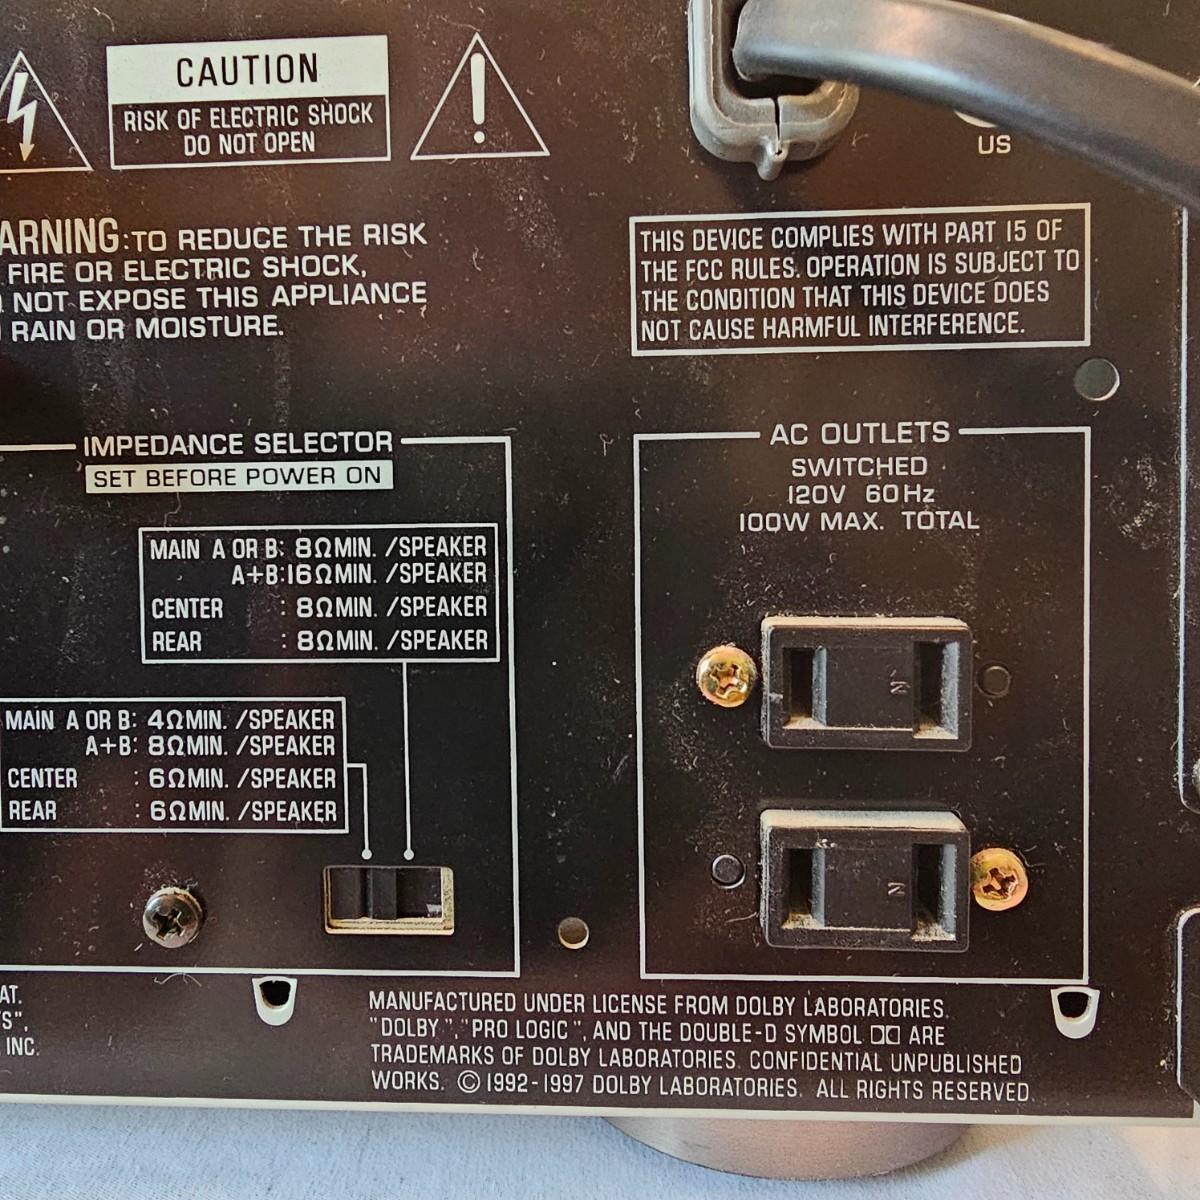 CAUTION
RISK OF ELECTRIC SHOCK
DO NOT OPEN
US
ARNING:TO REDUCE THE RISK
FIRE OR ELECTRIC SHOCK,
NOT EXPOSE THIS APPLIANCE
RAIN OR MOISTURE.
THIS DEVICE COMPLIES WITH PART 15 OF
THE FCC RULES. OPERATION IS SUBJECT TO
THE CONDITION THAT THIS DEVICE DOES
NOT CAUSE HARMFUL INTERFERENCE.
IMPEDANCE SELECTOR
SET BEFORE POWER ON
MAIN A OR B: 8ΩMIN. /SPEAKER
A+B:16ΩMIN. /SPEAKER
CENTER : 8ΩMIN. /SPEAKER
REAR : 8ΩMIN. /SPEAKER
MAIN A OR B: 4ΩMIN. /SPEAKER
A+B: 8ΩMIN. /SPEAKER
CENTER : 6ΩMIN. /SPEAKER
REAR : 6ΩMIN. /SPEAKER
AC OUTLETS
SWITCHED
120V 60Hz
100W MAX. TOTAL
N
N
AT.
S",
INC.
MANUFACTURED UNDER LICENSE FROM DOLBY LABORATORIES.
"DOLBY", "PRO LOGIC", AND THE DOUBLE-D SYMBOL ARE
TRADEMARKS OF DOLBY LABORATORIES. CONFIDENTIAL UNPUBLISHED
WORKS. © 1992-1997 DOLBY LABORATORIES. ALL RIGHTS RESERVED.